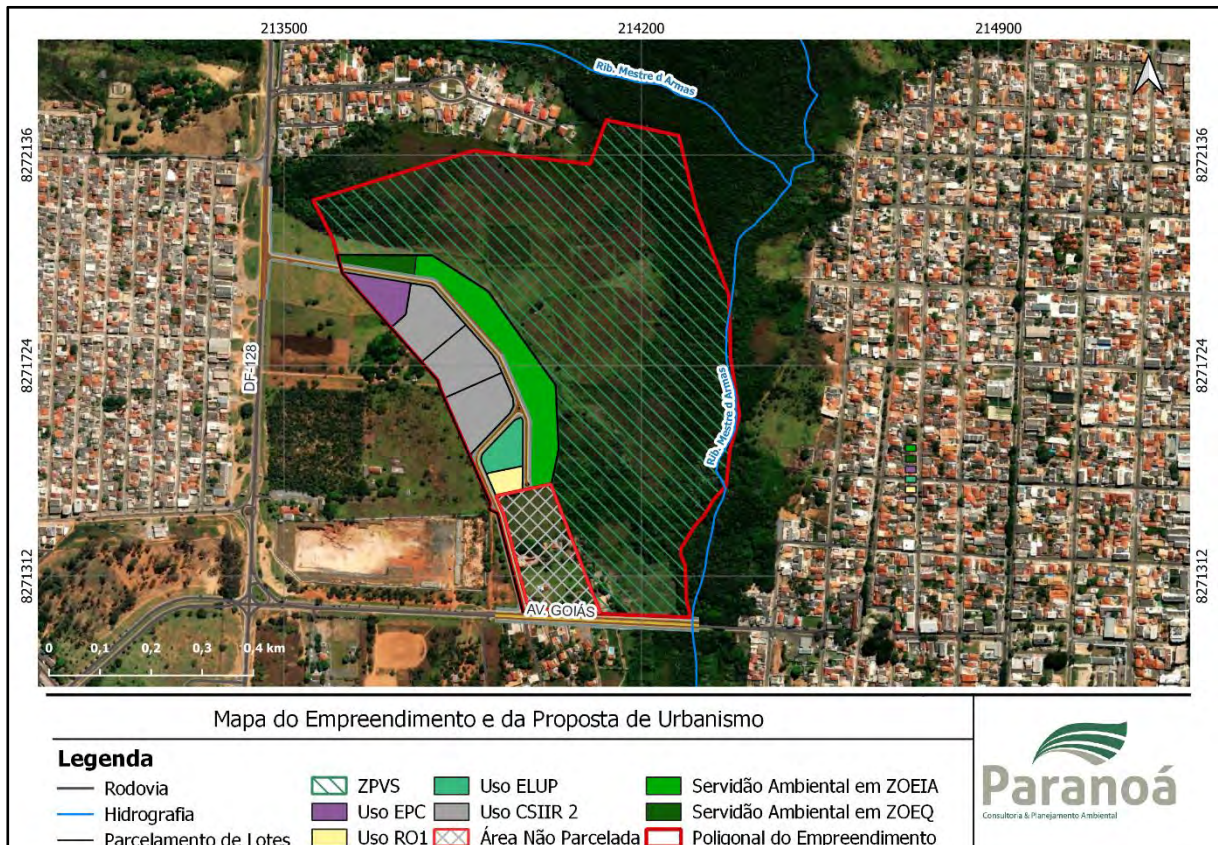 213500 214200 214900
Rib. Mestre d Armas
8272136 8272136
DF-128
8271724 8271724
Rib. Mestre d Armas
8271312 8271312
AV. GOIÁS
0 0,1 0,2 0,3 0,4 km
Mapa do Empreendimento e da Proposta de Urbanismo
Legenda
Rodovia ZPVS Uso ELUP Servidão Ambiental em ZOEIA
Hidrografia Uso EPC Uso CSIIR 2 Servidão Ambiental em ZOEQ
Parcelamento de Lotes Uso RO1 Área Não Parcelada Poligonal do Empreendimento
Paranoá
Consultoria & Planejamento Ambiental